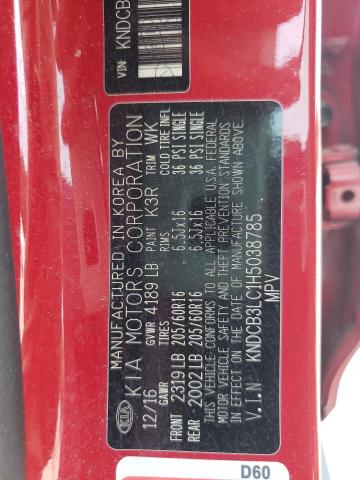 VIN KNDCB
MANUFACTURED IN KOREA BY
KIA KIA MOTORS CORPORATION
12/16 GVWR 4189 LB PAINT K3R TRIM WK
GAWR TIRES COLD TIRE INFL
FRONT 2319 LB 205/60R16 6.5Jx16 36 PSI SINGLE
REAR 2002 LB 205/60R16 6.5Jx16 36 PSI SINGLE
THIS VEHICLE CONFORMS TO ALL APPLICABLE U.S.A. FEDERAL
MOTOR VEHICLE SAFETY AND THEFT PREVENTION STANDARDS
IN EFFECT ON THE DATE OF MANUFACTURE SHOWN ABOVE.
V.I.N KNDCB3LC1H5038785
MPV
D60